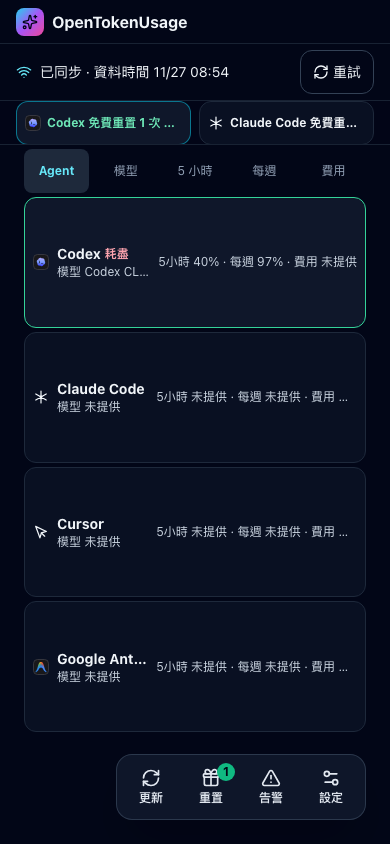 OpenTokenUsage
已同步 · 資料時間 11/27 08:54
重試
Codex 免費重置 1 次 ...
Claude Code 免費重...
Agent
模型
5 小時
每週
費用
Codex 耗盡
模型 Codex CL...
5小時 40% · 每週 97% · 費用 未提供
Claude Code
模型 未提供
5小時 未提供 · 每週 未提供 · 費用 ...
Cursor
模型 未提供
5小時 未提供 · 每週 未提供 · 費用 ...
Google Ant...
模型 未提供
5小時 未提供 · 每週 未提供 · 費用 ...
1
更新
重置
告警
設定